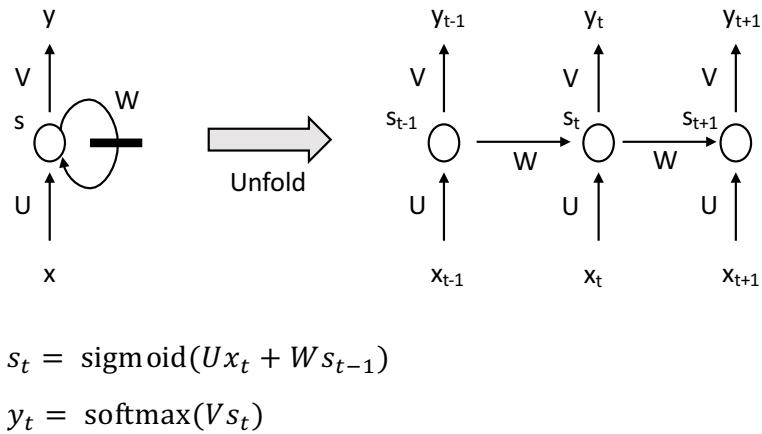 y
V
W
s
U
x
Unfold
y_{t-1} y_t y_{t+1}
V V V
s_{t-1} s_t s_{t+1}
W W
U U U
x_{t-1} x_t x_{t+1}
s_t = sigmoid(Ux_t + Ws_{t−1})
y_t = softmax(Vs_t)